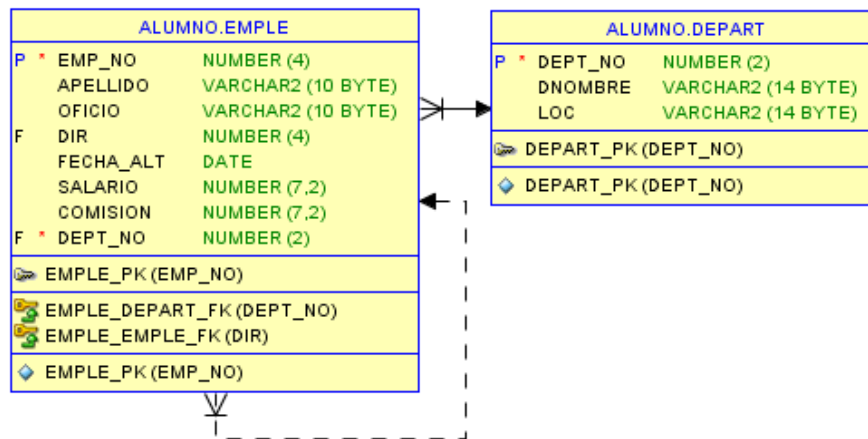 ALUMNO.EMPLE
P * EMP_NO NUMBER (4)
APELLIDO VARCHAR2 (10 BYTE)
OFICIO VARCHAR2 (10 BYTE)
F DIR NUMBER (4)
FECHA_ALT DATE
SALARIO NUMBER (7,2)
COMISION NUMBER (7,2)
F * DEPT_NO NUMBER (2)
EMPLE_PK (EMP_NO)
EMPLE_DEPART_FK (DEPT_NO)
EMPLE_EMPLE_FK (DIR)
EMPLE_PK (EMP_NO)
ALUMNO.DEPART
P * DEPT_NO NUMBER (2)
DNOMBRE VARCHAR2 (14 BYTE)
LOC VARCHAR2 (14 BYTE)
DEPART_PK (DEPT_NO)
DEPART_PK (DEPT_NO)